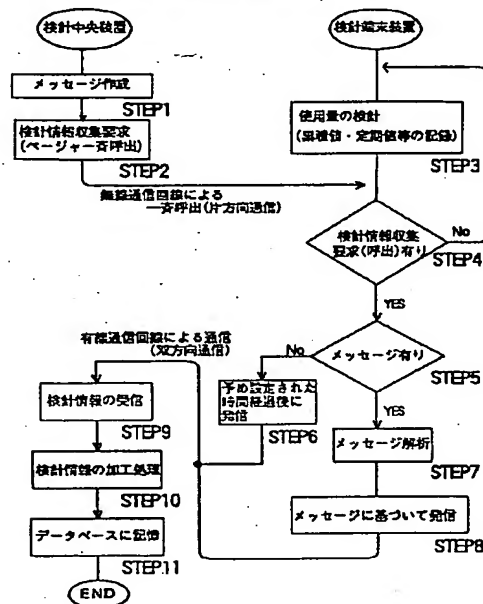 検針中央装置
メッセージ作成
STEP1
検針情報収集要求
(ページャ一斉呼出)
STEP2
無線通信回線による
一斉呼出(片方向通信)
検針端末装置
使用量の検針
(累積値・定期値等の記録)
STEP3
検針情報収集
要求(呼出)有り
No
STEP4
YES
メッセージ有り
No
STEP5
予め設定された
時間経過後に
発信
STEP6
YES
メッセージ解析
STEP7
メッセージに基づいて発信
STEP8
有線通信回線による通信
(双方向通信)
検針情報の受信
STEP9
検針情報の加工処理
STEP10
データベースに記憶
STEP11
END